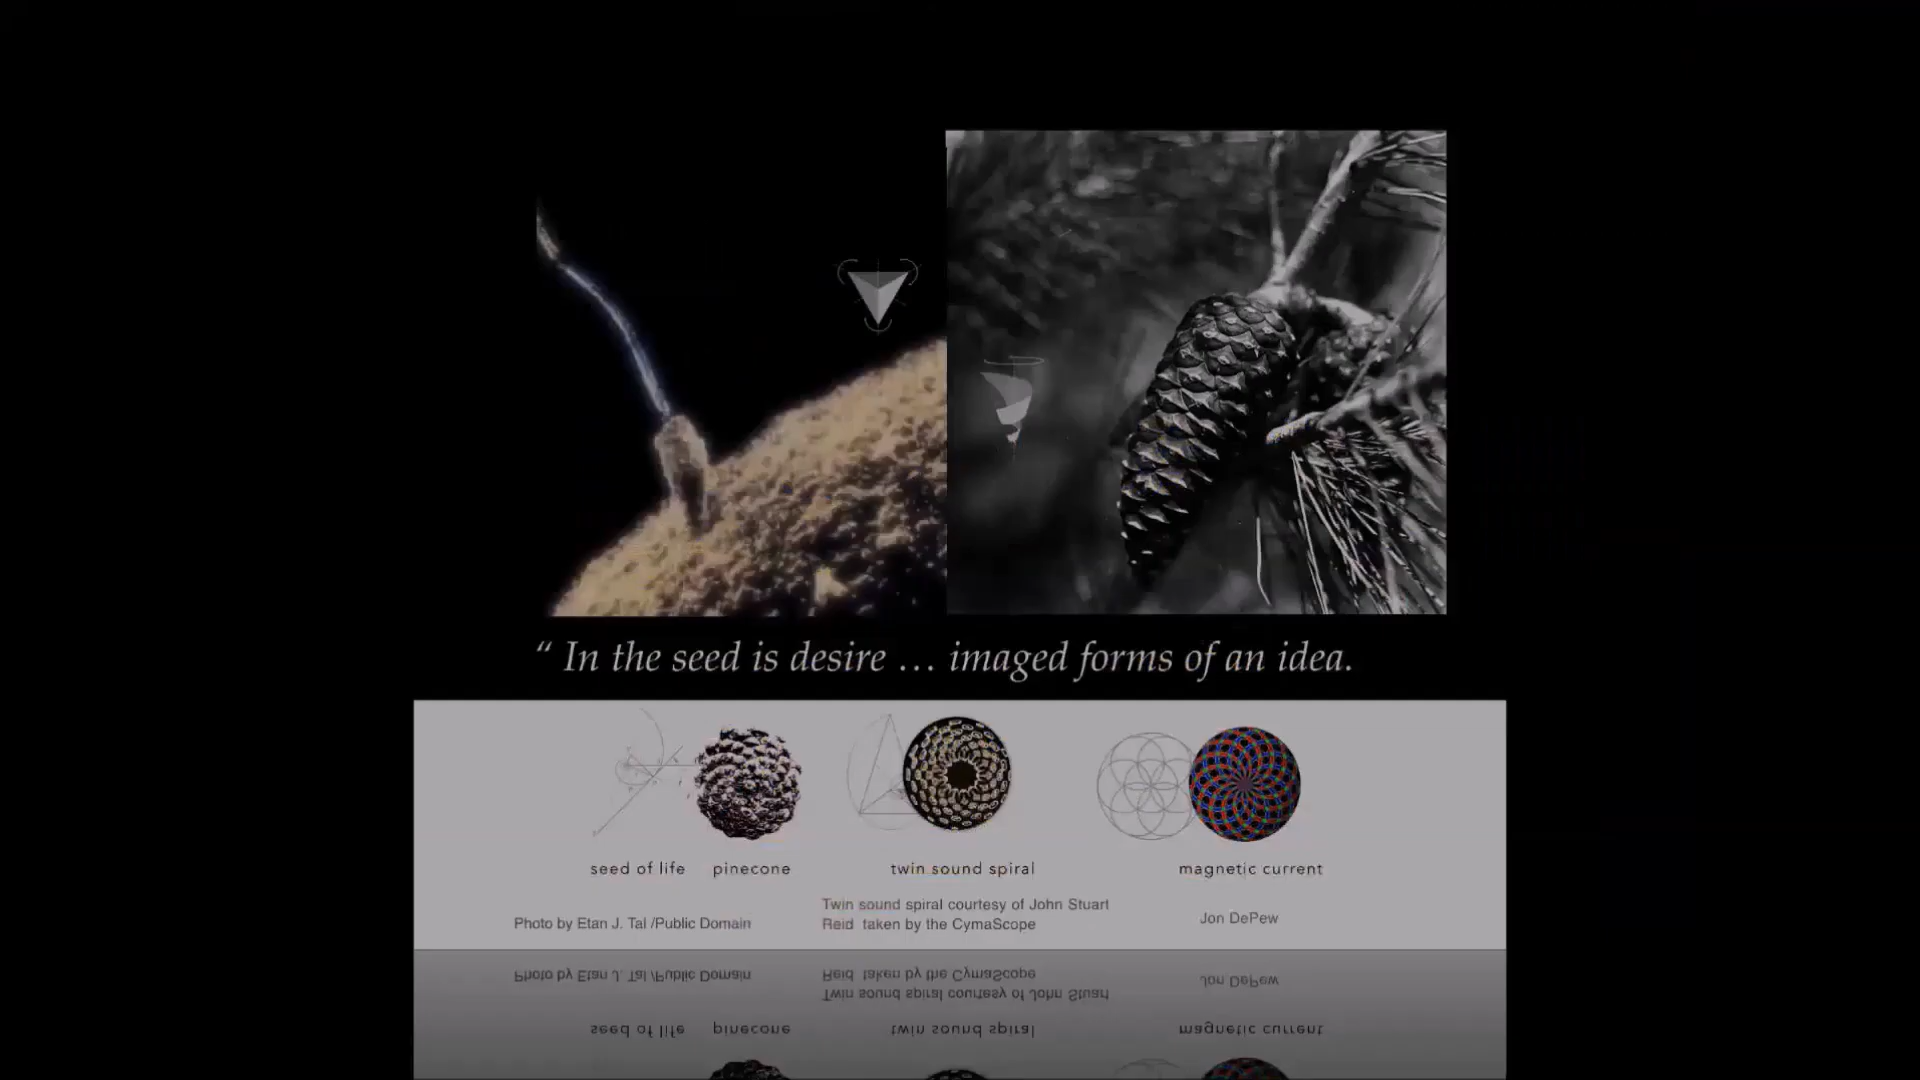 “ In the seed is desire … imaged forms of an idea.
seed of life pinecone twin sound spiral magnetic current
Photo by Etan J. Tal /Public Domain
Twin sound spiral courtesy of John Stuart
Reid taken by the CymaScope
Jon DePew